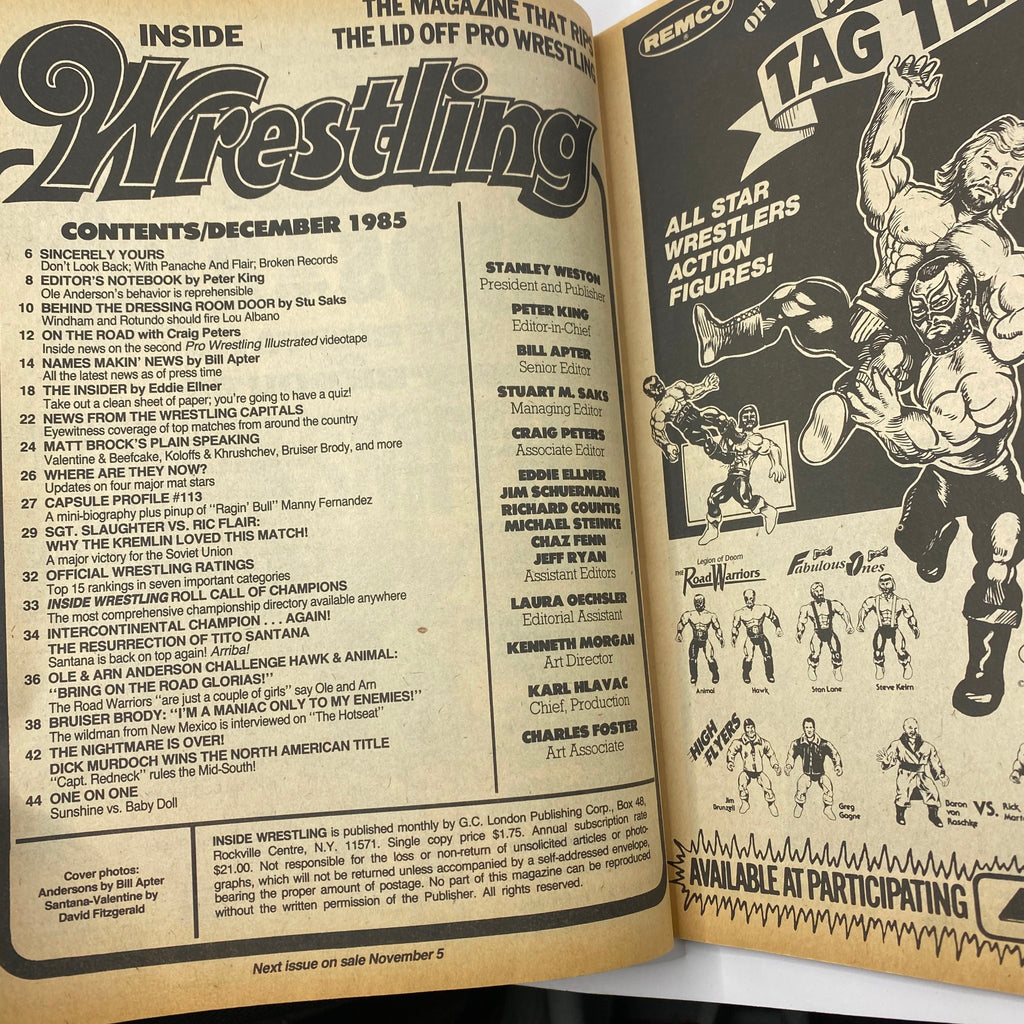 THE MAGAZINE THAT RIPS
THE LID OFF PRO WRESTLING
INSIDE
Wrestling
CONTENTS/DECEMBER 1985
6 SINCERELY YOURS
Don't Look Back; With Panache And Flair; Broken Records
8 EDITOR'S NOTEBOOK by Peter King
Ole Anderson's behavior is reprehensible
10 BEHIND THE DRESSING ROOM DOOR by Stu Saks
Windham and Rotundo should fire Lou Albano
12 ON THE ROAD with Craig Peters
Inside news on the second Pro Wrestling Illustrated videotape
14 NAMES MAKIN' NEWS by Bill Apter
All the latest news as of press time
18 THE INSIDER by Eddie Ellner
Take out a clean sheet of paper; you're going to have a quiz!
22 NEWS FROM THE WRESTLING CAPITALS
Eyewitness coverage of top matches from around the country
24 MATT BROCK'S PLAIN SPEAKING
Valentine & Beefcake, Koloffs & Khrushchev, Bruiser Brody, and more
26 WHERE ARE THEY NOW?
Updates on four major mat stars
27 CAPSULE PROFILE #113
A mini-biography plus pinup of "Ragin' Bull" Manny Fernandez
29 SGT. SLAUGHTER VS. RIC FLAIR:
WHY THE KREMLIN LOVED THIS MATCH!
A major victory for the Soviet Union
32 OFFICIAL WRESTLING RATINGS
Top 15 rankings in seven important categories
33 INSIDE WRESTLING ROLL CALL OF CHAMPIONS
The most comprehensive championship directory available anywhere
34 INTERCONTINENTAL CHAMPION . . . AGAIN!
THE RESURRECTION OF TITO SANTANA
Santana is back on top again! Arriba!
36 OLE & ARN ANDERSON CHALLENGE HAWK & ANIMAL:
"BRING ON THE ROAD GLORIAS!"
The Road Warriors "are just a couple of girls" say Ole and Arn
38 BRUISER BRODY: "I'M A MANIAC ONLY TO MY ENEMIES!"
The wildman from New Mexico is interviewed on "The Hotseat"
42 THE NIGHTMARE IS OVER!
DICK MURDOCH WINS THE NORTH AMERICAN TITLE
"Capt. Redneck" rules the Mid-South!
44 ONE ON ONE
Sunshine vs. Baby Doll
STANLEY WESTON
President and Publisher
PETER KING
Editor-in-Chief
BILL APTER
Senior Editor
STUART M. SAKS
Managing Editor
CRAIG PETERS
Associate Editor
EDDIE ELLNER
JIM SCHUERMANN
RICHARD COUNTIS
MICHAEL STEINKE
CHAZ FENN
JEFF RYAN
Assistant Editors
LAURA OECHSLER
Editorial Assistant
KENNETH MORGAN
Art Director
KARL HLAVAC
Chief, Production
CHARLES FOSTER
Art Associate
Cover photos:
Andersons by Bill Apter
Santana-Valentine by
David Fitzgerald
INSIDE WRESTLING is published monthly by G.C. London Publishing Corp., Box 48,
Rockville Centre, N.Y. 11571. Single copy price $1.75. Annual subscription rate
$21.00. Not responsible for the loss or non-return of unsolicited articles or photo-
graphs, which will not be returned unless accompanied by a self-addressed envelope,
bearing the proper amount of postage. No part of this magazine can be reproduced
without the written permission of the Publisher. All rights reserved.
Next issue on sale November 5
REMCO
TAG
ALL STAR
WRESTLERS
ACTION
FIGURES!
Legion of Doom
THE Road Warriors
Fabulous Ones
Animal
Hawk
Stan Lane
Steve Keirn
HIGH
FLYERS
Jim
Brunzell
Greg
Gagne
Baron
von
Raschke
VS.
Rick
AVAILABLE AT PARTICIPATING